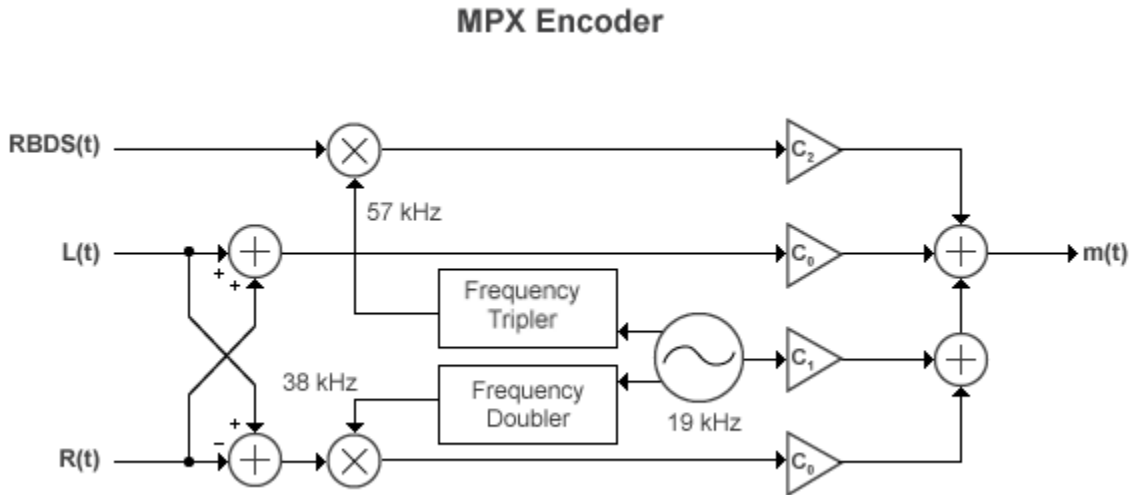 MPX Encoder
RBDS(t)
C₂
57 kHz
L(t)
+
+
C₀
m(t)
Frequency
Tripler
C₁
38 kHz
Frequency
Doubler
19 kHz
+
−
R(t)
C₀